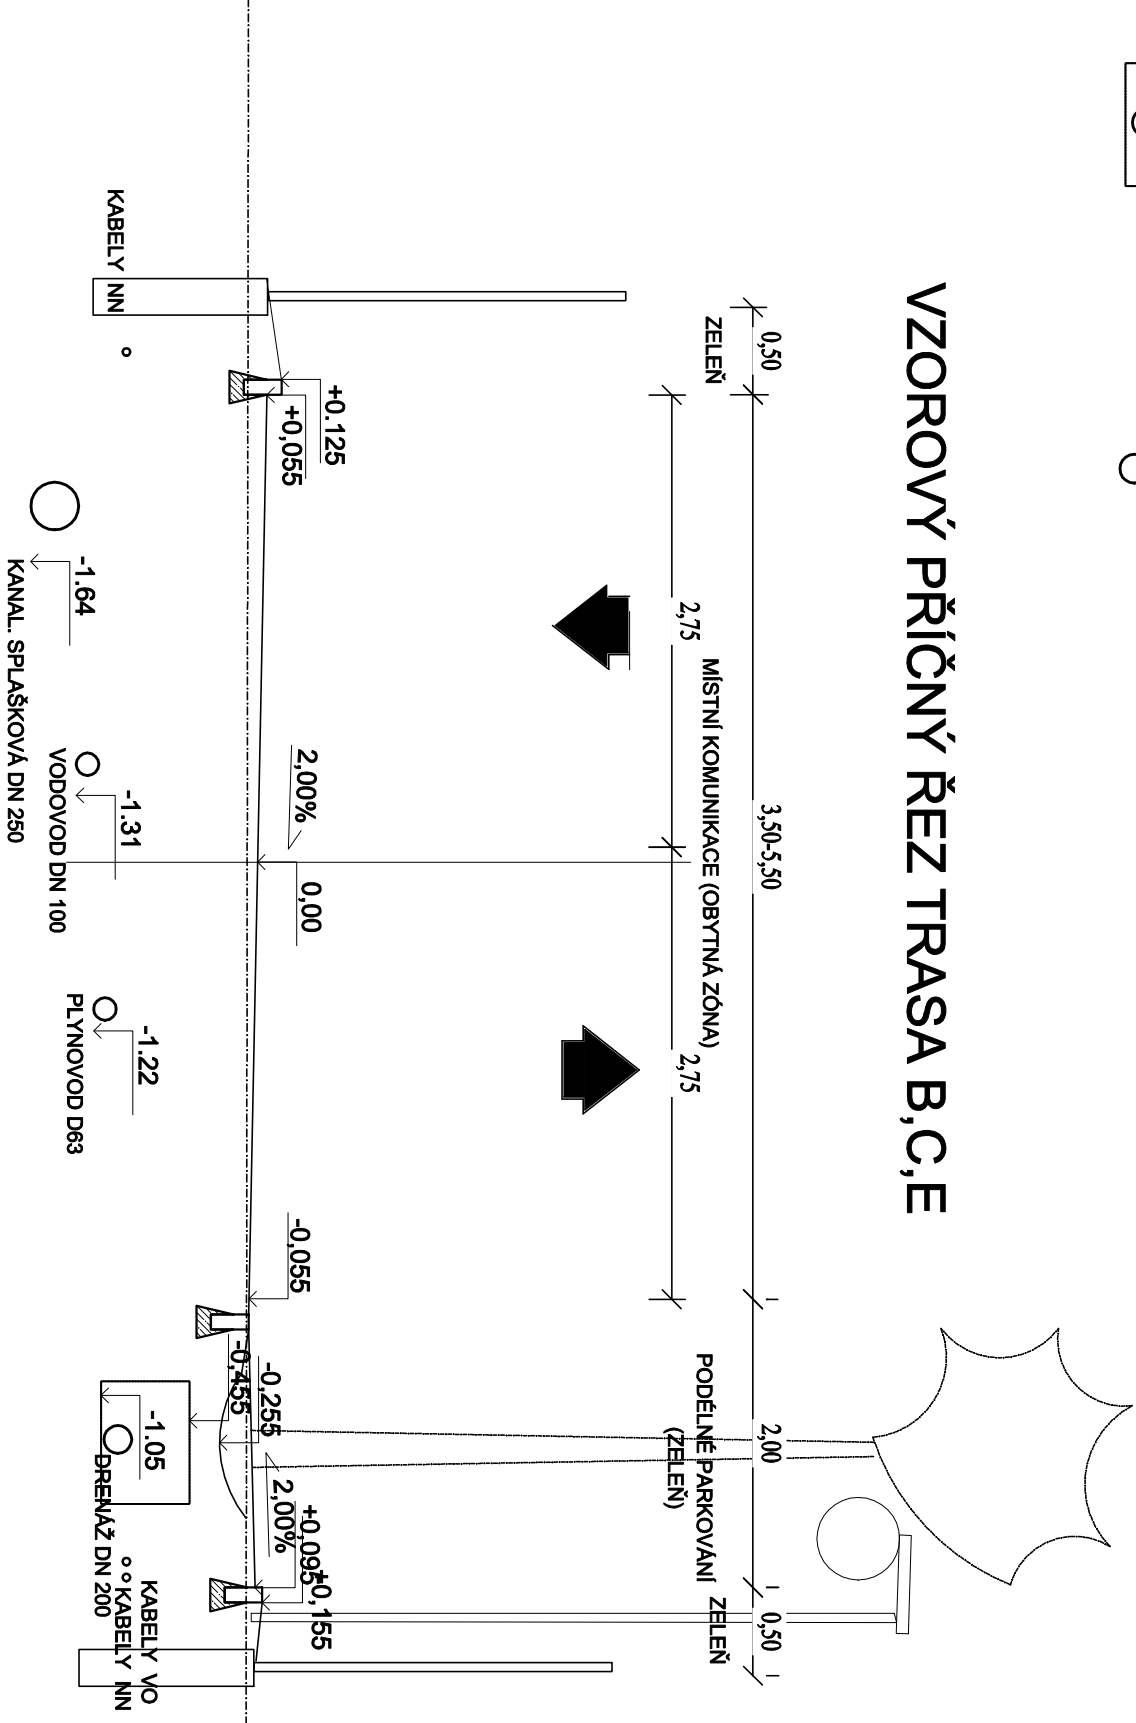 VZOROVÝ PŘÍČNÝ ŘEZ TRASA B,C,E
0,50
3,50-5,50
2,00
0,50
ZELEŇ
MÍSTNÍ KOMUNIKACE (OBYTNÁ ZÓNA)
PODÉLNÉ PARKOVÁNÍ
(ZELEŇ)
ZELEŇ
2,75
2,75
+0.125
+0,055
2,00%
0,00
-0,055
-0,255
-0,455
2,00%
+0,095
+0,155
KABELY NN
-1.64
KANAL. SPLAŠKOVÁ DN 250
-1.31
VODOVOD DN 100
-1.22
PLYNOVOD D63
-1.05
DRENÁŽ DN 200
KABELY VO
KABELY NN